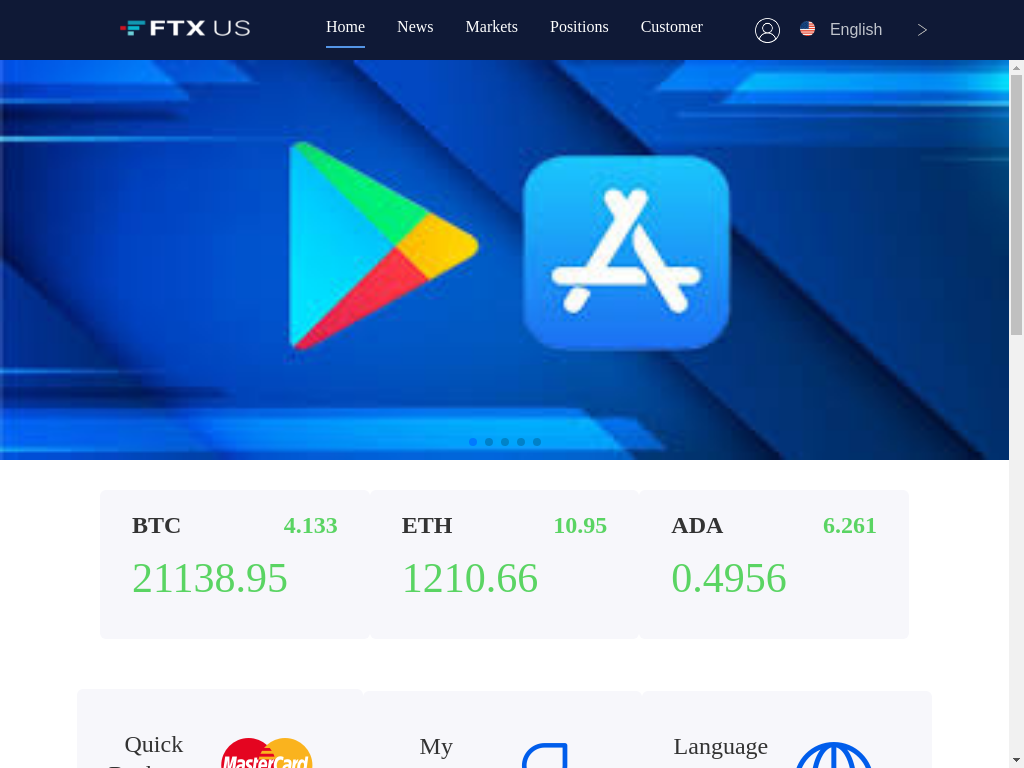 FTX US
Home News Markets Positions Customer English
BTC 4.133
21138.95
ETH 10.95
1210.66
ADA 6.261
0.4956
Quick
MasterCard
My
Language